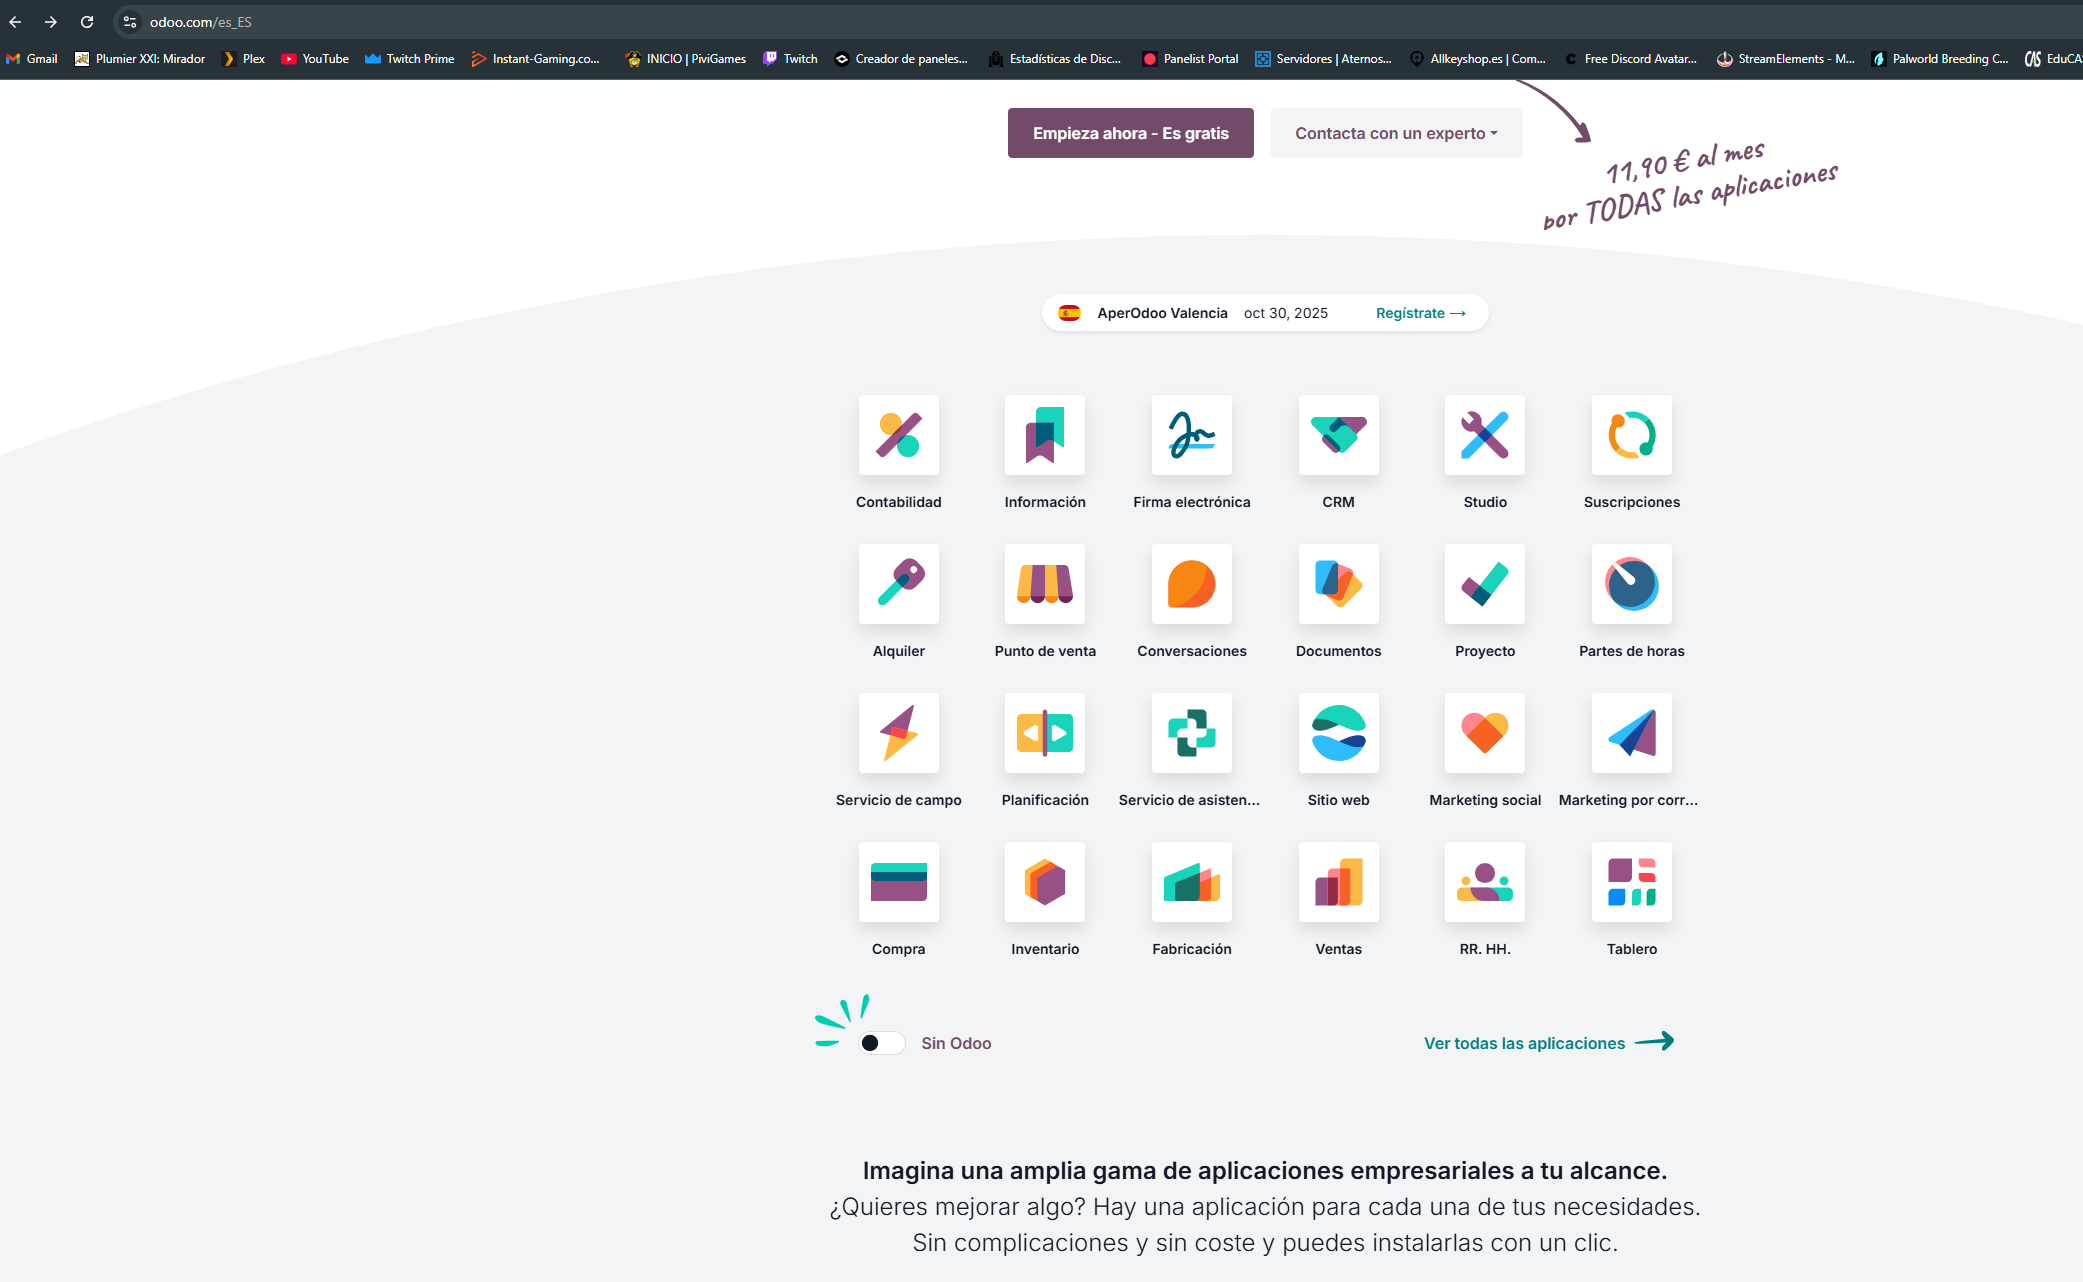 odoo.com/es_ES
Gmail
Plumier XXI: Mirador
Plex
YouTube
Twitch Prime
Instant-Gaming.co...
INICIO | PiviGames
Twitch
Creador de paneles...
Estadísticas de Disc...
Panelist Portal
Servidores | Aternos...
Allkeyshop.es | Com...
Free Discord Avatar...
StreamElements - M...
Palworld Breeding C...
EduCA
Empieza ahora - Es gratis
Contacta con un experto
11,90 € al mes
por TODAS las aplicaciones
AperOdoo Valencia oct 30, 2025 Regístrate →
Contabilidad
Información
Firma electrónica
CRM
Studio
Suscripciones
Alquiler
Punto de venta
Conversaciones
Documentos
Proyecto
Partes de horas
Servicio de campo
Planificación
Servicio de asisten...
Sitio web
Marketing social
Marketing por corr...
Compra
Inventario
Fabricación
Ventas
RR. HH.
Tablero
Sin Odoo
Ver todas las aplicaciones
Imagina una amplia gama de aplicaciones empresariales a tu alcance.
¿Quieres mejorar algo? Hay una aplicación para cada una de tus necesidades.
Sin complicaciones y sin coste y puedes instalarlas con un clic.